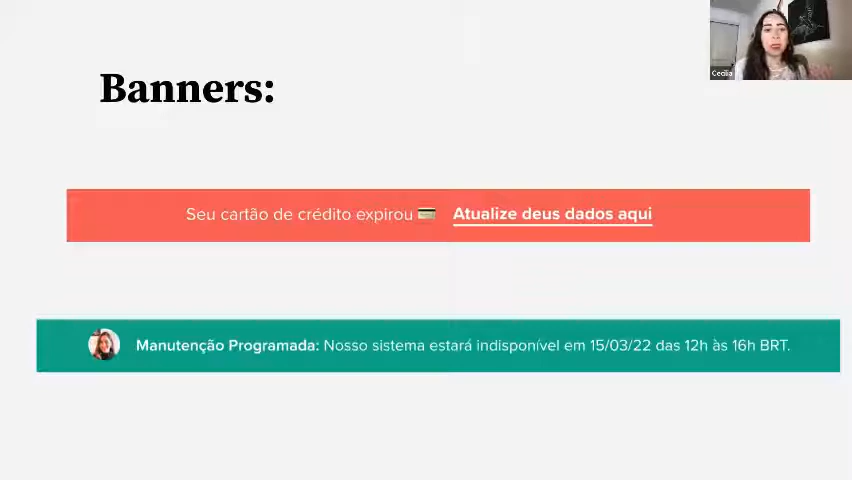 Cecília
Banners:
Seu cartão de crédito expirou 💳 Atualize deus dados aqui
Manutenção Programada: Nosso sistema estará indisponível em 15/03/22 das 12h às 16h BRT.